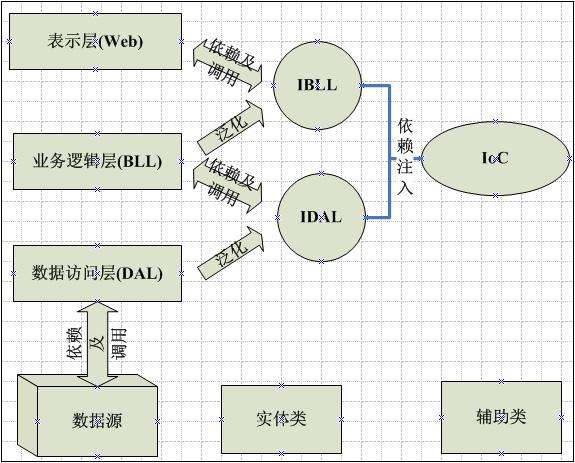 表示层(Web)
依赖及
调用
IBLL
泛化
业务逻辑层(BLL)
依赖及
调用
依赖注入
IoC
IDAL
数据访问层(DAL)
泛化
依赖
及
调用
数据源
实体类
辅助类